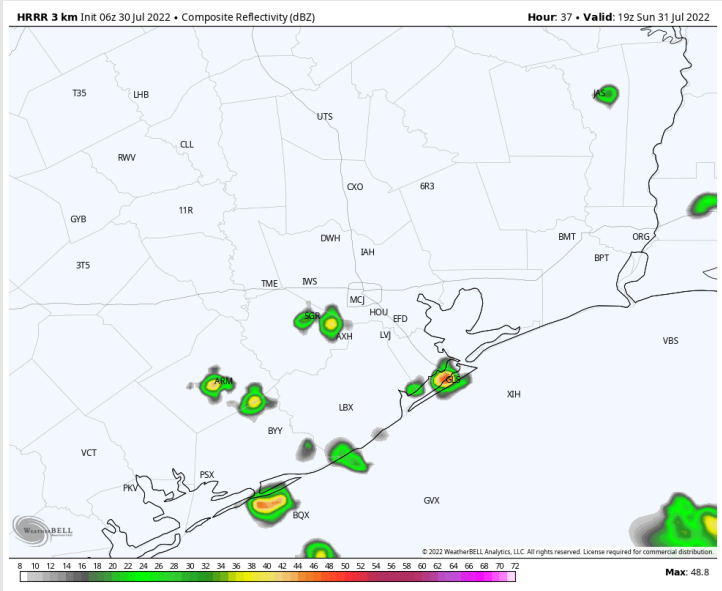 HRRR 3 km Init 06z 30 Jul 2022 • Composite Reflectivity (dBZ) Hour: 37 • Valid: 19z Sun 31 Jul 2022
JAS
T35 LHB
UTS
CLL
RWV
CXO 6R3
11R
GYB
DWH BMT ORG
IAH
BPT
3T5
TME IWS
MCJ
SGR HOU
EFD
AXH LVJ
VBS
ARM GLS
XIH
LBX
BYY
VCT
PSX
PKV
GVX
BQX
WEATHERBELL
© 2022 WeatherBELL Analytics, LLC. All rights reserved. License required for commercial distribution.
8 10 12 14 16 18 20 22 24 26 28 30 32 34 36 38 40 42 44 46 48 50 52 54 56 58 60 62 64 66 68 70 72
Max: 48.8